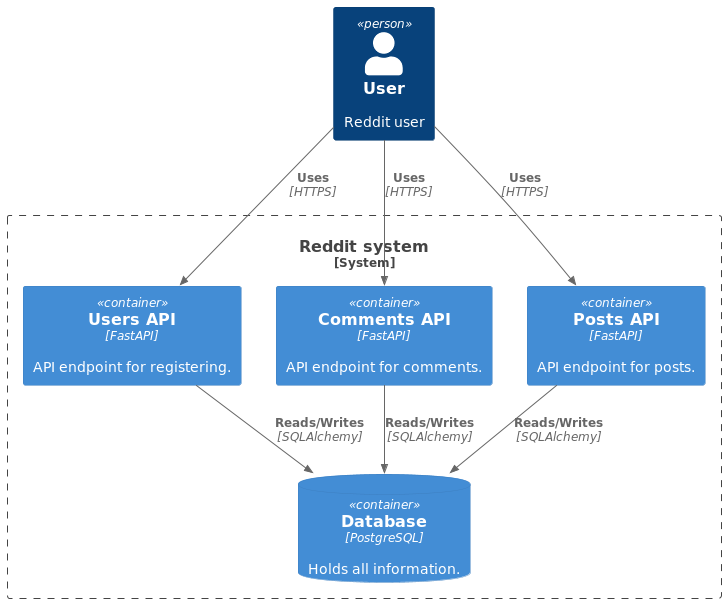 «person»
User
Reddit user
Uses
[HTTPS]
Uses
[HTTPS]
Uses
[HTTPS]
Reddit system
[System]
«container»
Users API
[FastAPI]
API endpoint for registering.
«container»
Comments API
[FastAPI]
API endpoint for comments.
«container»
Posts API
[FastAPI]
API endpoint for posts.
Reads/Writes
[SQLAlchemy]
Reads/Writes
[SQLAlchemy]
Reads/Writes
[SQLAlchemy]
«container»
Database
[PostgreSQL]
Holds all information.